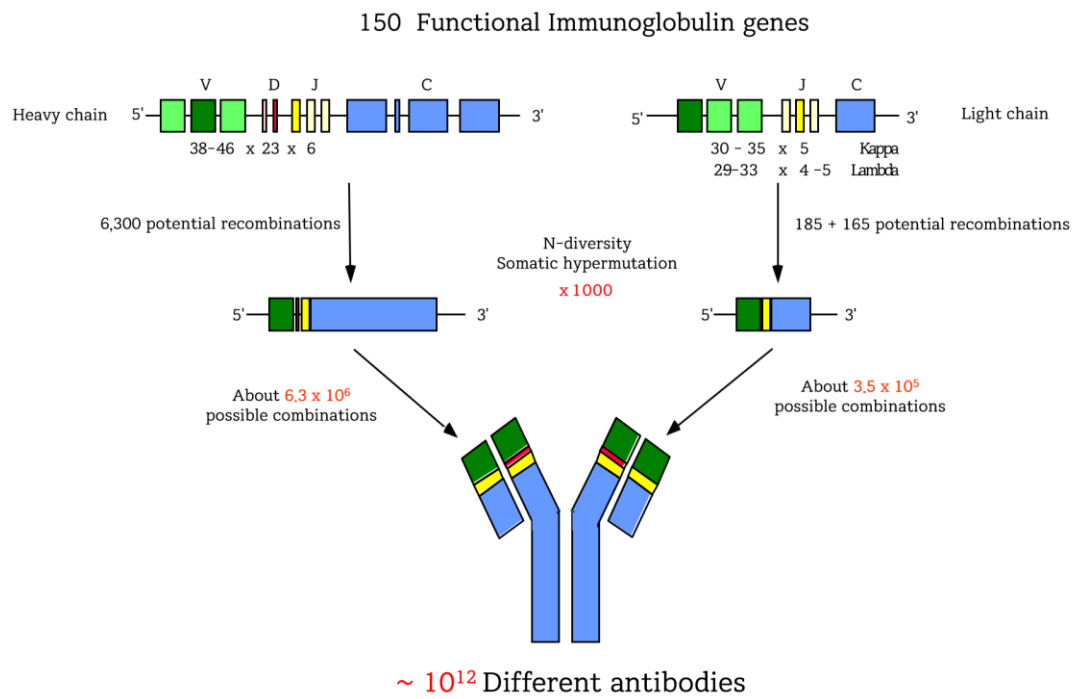 150 Functional Immunoglobulin genes
V D J C
Heavy chain 5' 3'
38-46 x 23 x 6
V J C
5' 3' Light chain
30 - 35 x 5 Kappa
29-33 x 4 -5 Lambda
6,300 potential recombinations
185 + 165 potential recombinations
N-diversity
Somatic hypermutation
x 1000
5' 3'
5' 3'
About 6.3 x 10⁶
possible combinations
About 3.5 x 10⁵
possible combinations
~ 10¹² Different antibodies